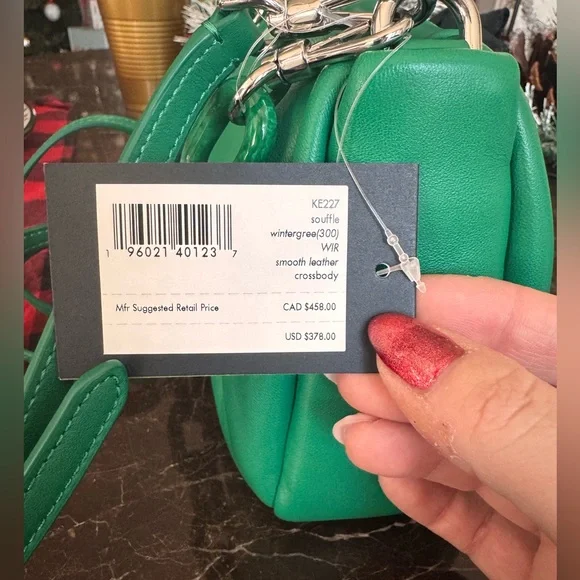 KE227
souffle
wintergree(300)
WIR
smooth leather
crossbody
1 96021 40123 7
Mfr Suggested Retail Price CAD $458.00
USD $378.00